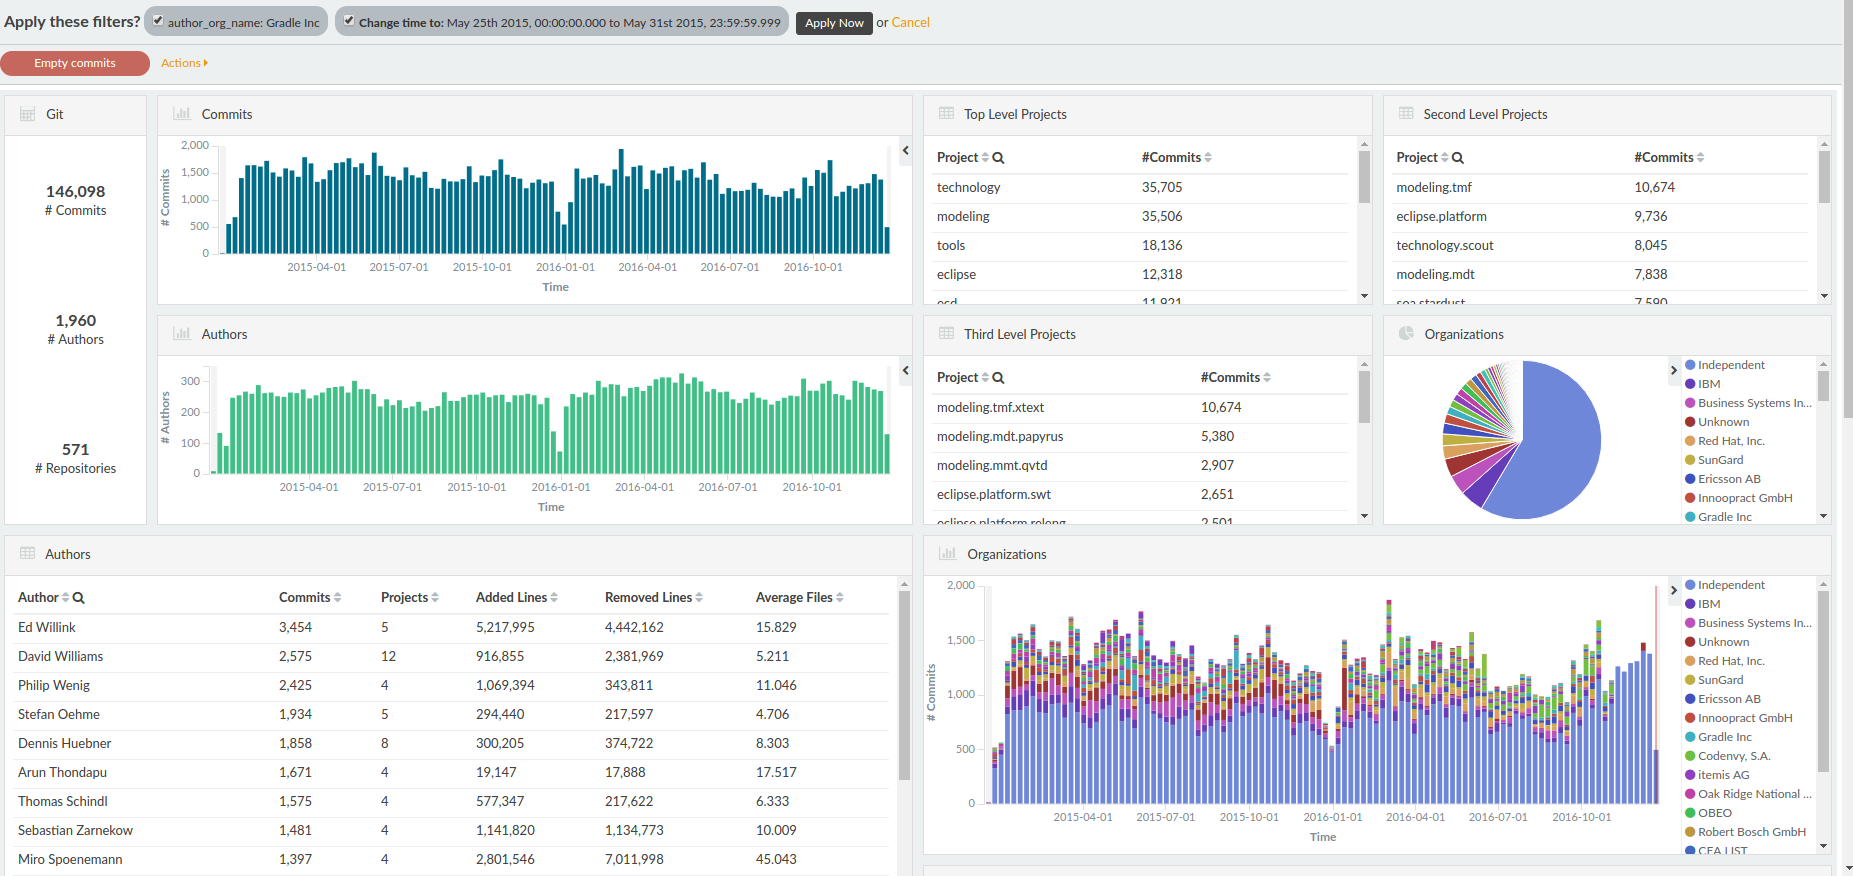 Apply these filters? author_org_name: Gradle Inc Change time to: May 25th 2015, 00:00:00.000 to May 31st 2015, 23:59:59.999 Apply Now or Cancel
Empty commits Actions
Git
146,098
# Commits
1,960
# Authors
571
# Repositories
Commits
2,000
1,500
1,000
500
0
# Commits
2015-04-01 2015-07-01 2015-10-01 2016-01-01 2016-04-01 2016-07-01 2016-10-01
Time
Top Level Projects
Project #Commits
technology 35,705
modeling 35,506
tools 18,136
eclipse 12,318
ecd 11,921
Second Level Projects
Project #Commits
modeling.tmf 10,674
eclipse.platform 9,736
technology.scout 8,045
modeling.mdt 7,838
soa.stardust 7,590
Authors
300
200
100
0
# Authors
2015-04-01 2015-07-01 2015-10-01 2016-01-01 2016-04-01 2016-07-01 2016-10-01
Time
Third Level Projects
Project #Commits
modeling.tmf.xtext 10,674
modeling.mdt.papyrus 5,380
modeling.mmt.qvtd 2,907
eclipse.platform.swt 2,651
eclipse.platform.releng 2,501
Organizations
Independent
IBM
Business Systems In...
Unknown
Red Hat, Inc.
SunGard
Ericsson AB
Innoopract GmbH
Gradle Inc
Authors
Author Commits Projects Added Lines Removed Lines Average Files
Ed Willink 3,454 5 5,217,995 4,442,162 15.829
David Williams 2,575 12 916,855 2,381,969 5.211
Philip Wenig 2,425 4 1,069,394 343,811 11.046
Stefan Oehme 1,934 5 294,440 217,597 4.706
Dennis Huebner 1,858 8 300,205 374,722 8.303
Arun Thondapu 1,671 4 19,147 17,888 17.517
Thomas Schindl 1,575 4 577,347 217,622 6.333
Sebastian Zarnekow 1,481 4 1,141,820 1,134,773 10.009
Miro Spoenemann 1,397 4 2,801,546 7,011,998 45.043
Organizations
2,000
1,500
1,000
500
0
# Commits
2015-04-01 2015-07-01 2015-10-01 2016-01-01 2016-04-01 2016-07-01 2016-10-01
Time
Independent
IBM
Business Systems In...
Unknown
Red Hat, Inc.
SunGard
Ericsson AB
Innoopract GmbH
Gradle Inc
Codenvy, S.A.
itemis AG
Oak Ridge National ...
OBEO
Robert Bosch GmbH
CEA LIST